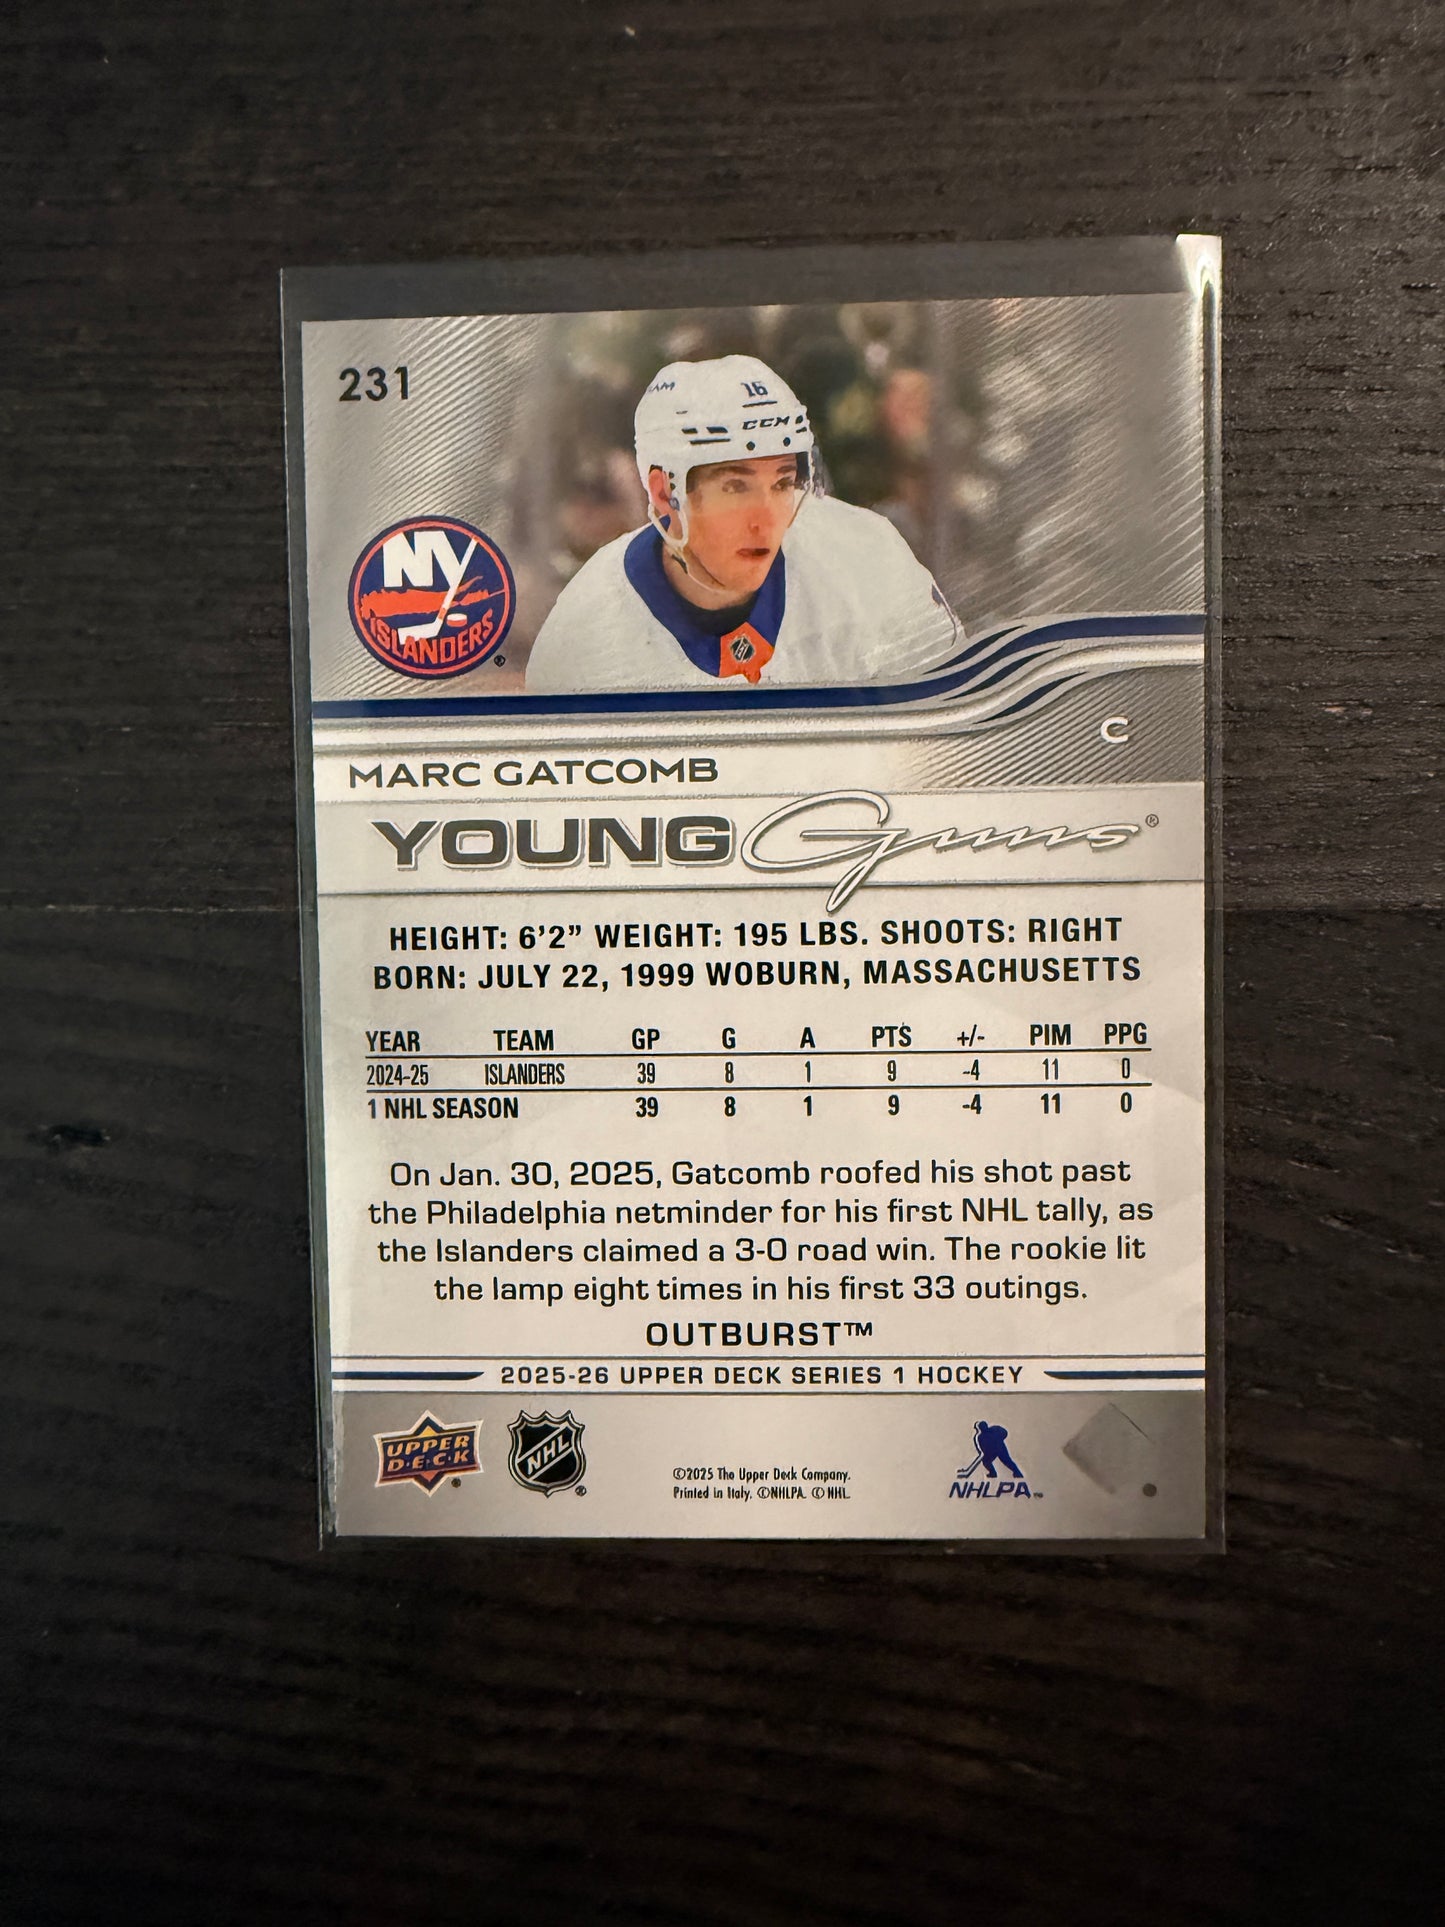 231
16
CCM
NY
ISLANDERS®
C
MARC GATCOMB
YOUNG Guns®
HEIGHT: 6'2" WEIGHT: 195 LBS. SHOOTS: RIGHT
BORN: JULY 22, 1999 WOBURN, MASSACHUSETTS
YEAR TEAM GP G A PTS +/- PIM PPG
2024-25 ISLANDERS 39 8 1 9 -4 11 0
1 NHL SEASON 39 8 1 9 -4 11 0
On Jan. 30, 2025, Gatcomb roofed his shot past
the Philadelphia netminder for his first NHL tally, as
the Islanders claimed a 3-0 road win. The rookie lit
the lamp eight times in his first 33 outings.
OUTBURST™
2025-26 UPPER DECK SERIES 1 HOCKEY
UPPER
D·E·C·K®
NHL®
©2025 The Upper Deck Company.
Printed in Italy. ©NHLPA. © NHL.
NHLPA™